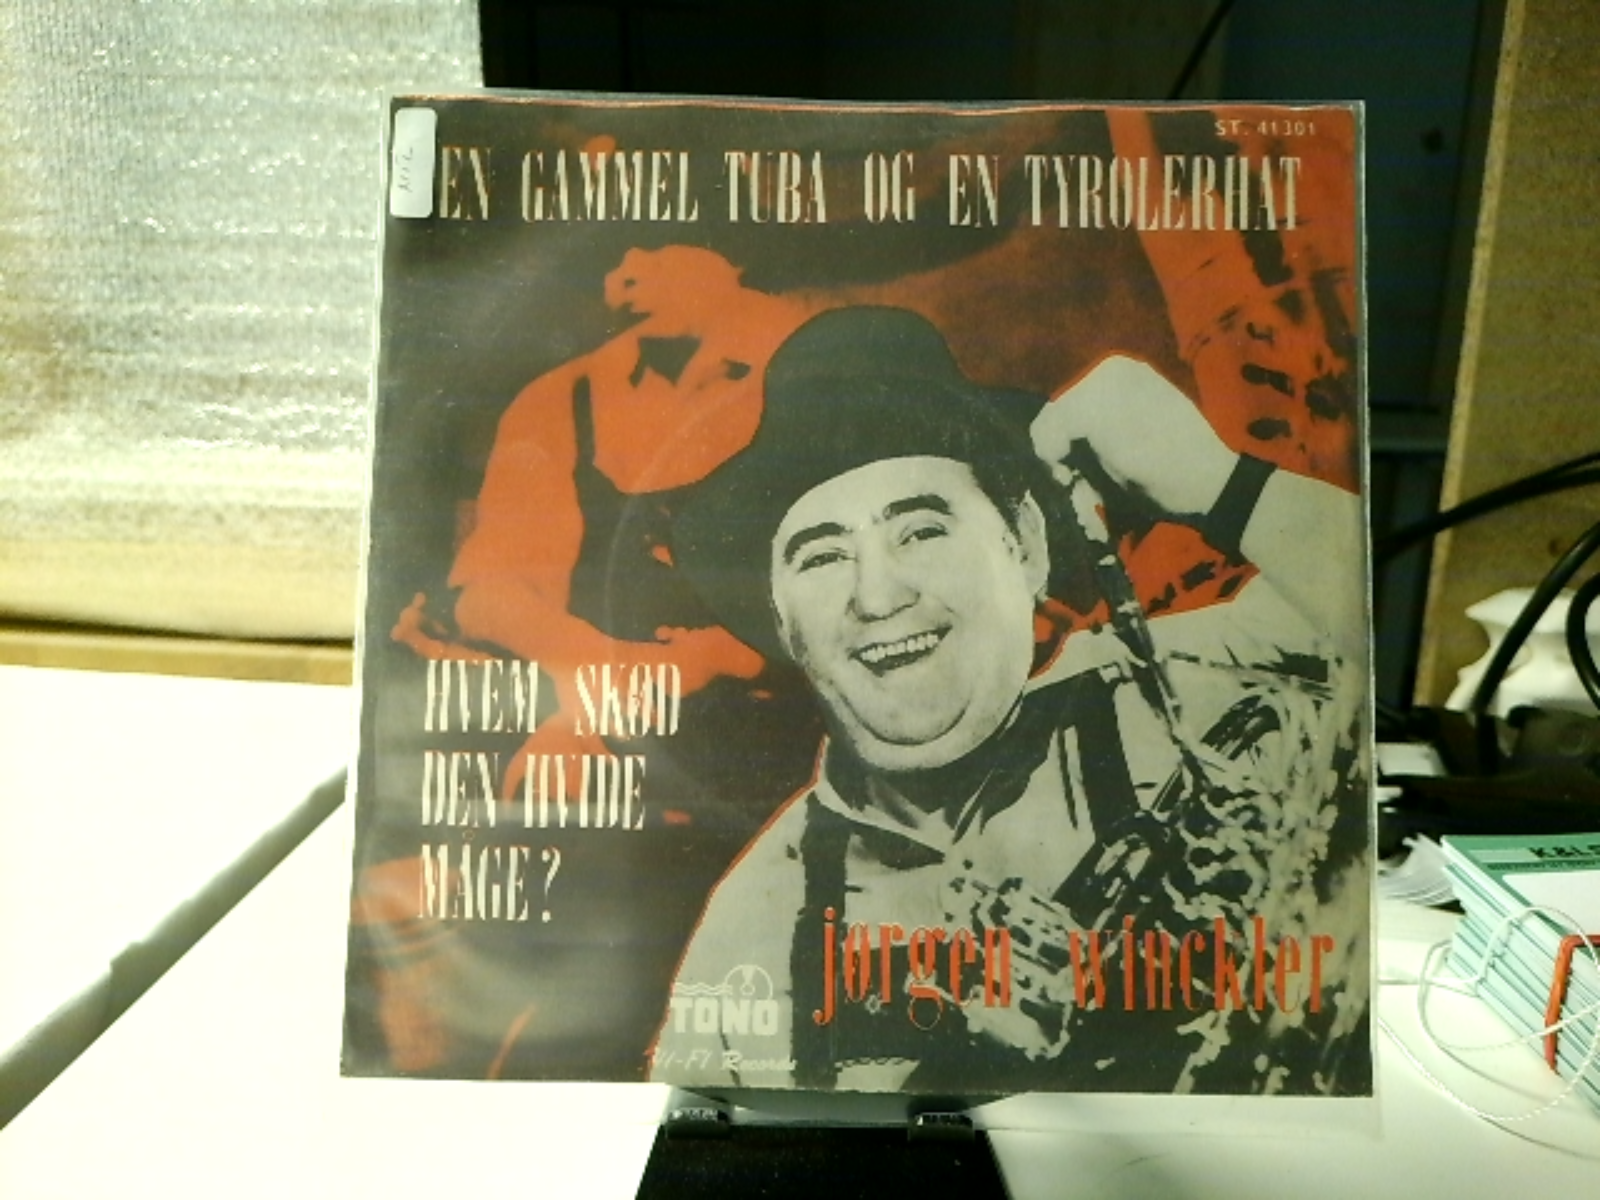 ST. 41301
EN GAMMEL TUBA OG EN TYROLERHAT
HVEM SKØD
DEN HVIDE
MÅGE?
jørgen winckler
TONO
HI-FI Records